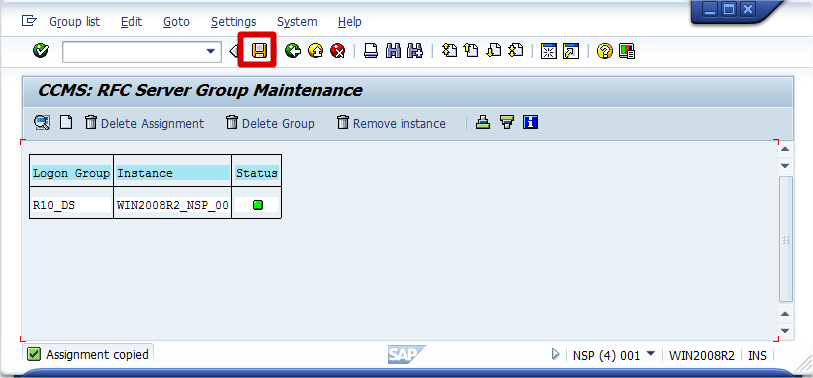 Group list Edit Goto Settings System Help
CCMS: RFC Server Group Maintenance
Delete Assignment Delete Group Remove instance
Logon Group Instance Status
R10_DS WIN2008R2_NSP_00
Assignment copied SAP NSP (4) 001 WIN2008R2 INS